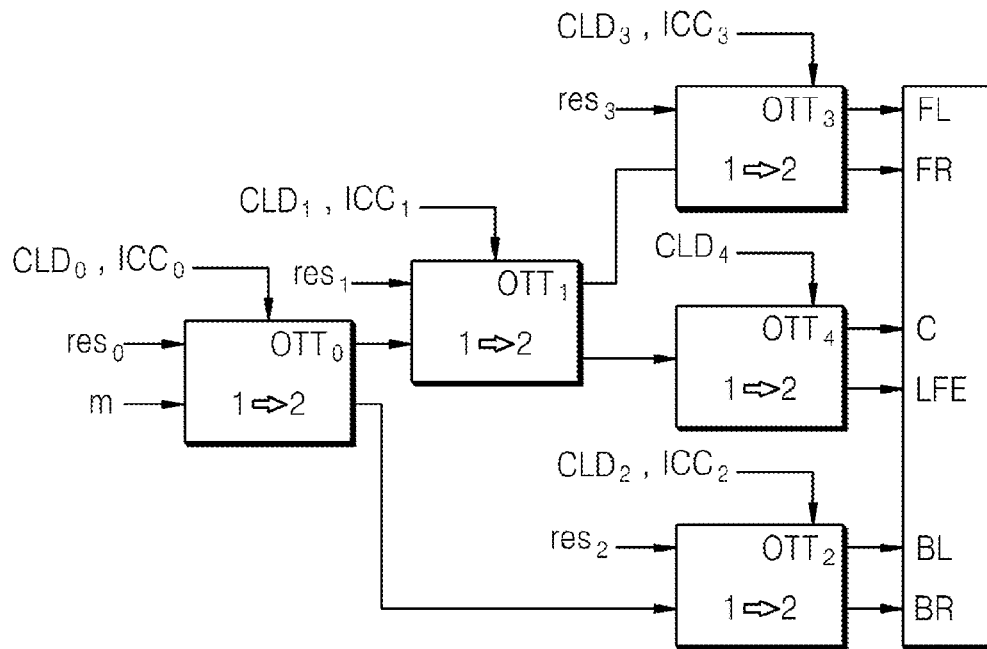 CLD₃ , ICC₃
res₃
OTT₃
1⇨2
FL
FR
CLD₁ , ICC₁
res₁
OTT₁
1⇨2
CLD₄
OTT₄
1⇨2
C
LFE
CLD₀ , ICC₀
res₀
m
OTT₀
1⇨2
CLD₂ , ICC₂
res₂
OTT₂
1⇨2
BL
BR